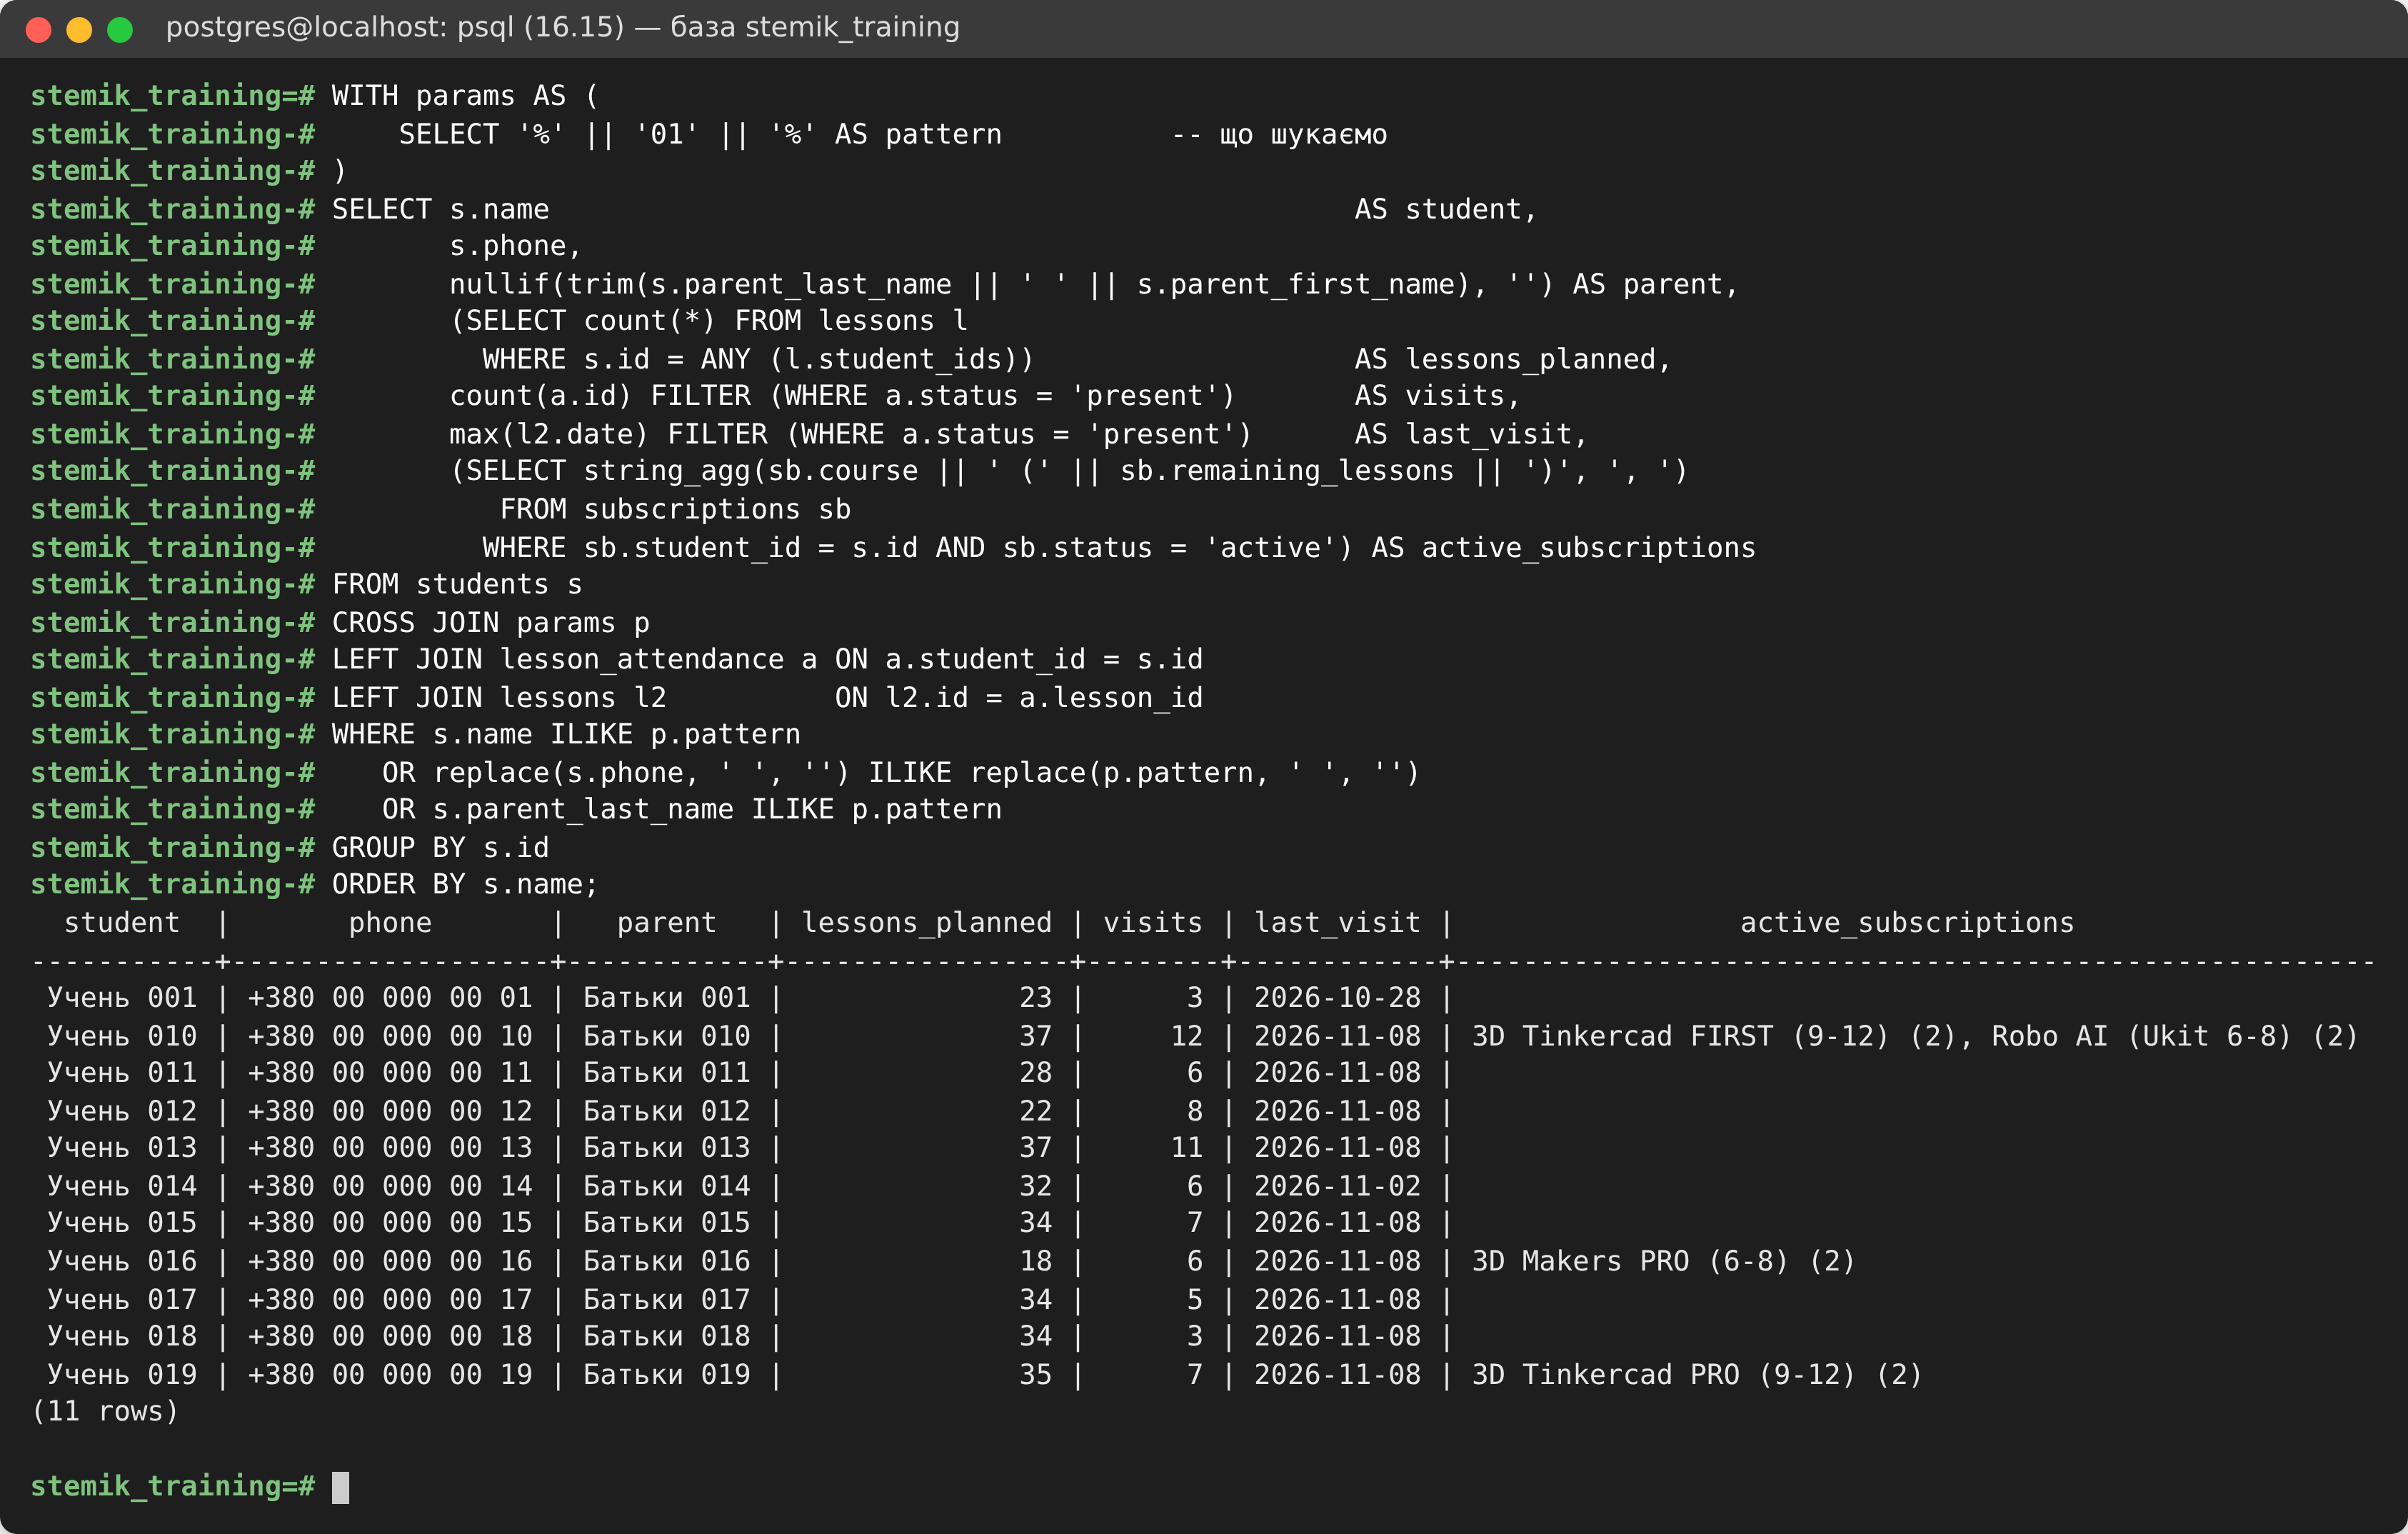 postgres@localhost: psql (16.15) — база stemik_training
stemik_training=# WITH params AS (
stemik_training-#     SELECT '%' || '01' || '%' AS pattern          -- що шукаємо
stemik_training-# )
stemik_training-# SELECT s.name                                                AS student,
stemik_training-#        s.phone,
stemik_training-#        nullif(trim(s.parent_last_name || ' ' || s.parent_first_name), '') AS parent,
stemik_training-#        (SELECT count(*) FROM lessons l
stemik_training-#          WHERE s.id = ANY (l.student_ids))                   AS lessons_planned,
stemik_training-#        count(a.id) FILTER (WHERE a.status = 'present')       AS visits,
stemik_training-#        max(l2.date) FILTER (WHERE a.status = 'present')      AS last_visit,
stemik_training-#        (SELECT string_agg(sb.course || ' (' || sb.remaining_lessons || ')', ', ')
stemik_training-#           FROM subscriptions sb
stemik_training-#          WHERE sb.student_id = s.id AND sb.status = 'active') AS active_subscriptions
stemik_training-# FROM students s
stemik_training-# CROSS JOIN params p
stemik_training-# LEFT JOIN lesson_attendance a ON a.student_id = s.id
stemik_training-# LEFT JOIN lessons l2          ON l2.id = a.lesson_id
stemik_training-# WHERE s.name ILIKE p.pattern
stemik_training-#    OR replace(s.phone, ' ', '') ILIKE replace(p.pattern, ' ', '')
stemik_training-#    OR s.parent_last_name ILIKE p.pattern
stemik_training-# GROUP BY s.id
stemik_training-# ORDER BY s.name;
  student  |       phone       |   parent   | lessons_planned | visits | last_visit |                 active_subscriptions
-----------+-------------------+------------+-----------------+--------+------------+-------------------------------------------------------
 Учень 001 | +380 00 000 00 01 | Батьки 001 |              23 |      3 | 2026-10-28 |
 Учень 010 | +380 00 000 00 10 | Батьки 010 |              37 |     12 | 2026-11-08 | 3D Tinkercad FIRST (9-12) (2), Robo AI (Ukit 6-8) (2)
 Учень 011 | +380 00 000 00 11 | Батьки 011 |              28 |      6 | 2026-11-08 |
 Учень 012 | +380 00 000 00 12 | Батьки 012 |              22 |      8 | 2026-11-08 |
 Учень 013 | +380 00 000 00 13 | Батьки 013 |              37 |     11 | 2026-11-08 |
 Учень 014 | +380 00 000 00 14 | Батьки 014 |              32 |      6 | 2026-11-02 |
 Учень 015 | +380 00 000 00 15 | Батьки 015 |              34 |      7 | 2026-11-08 |
 Учень 016 | +380 00 000 00 16 | Батьки 016 |              18 |      6 | 2026-11-08 | 3D Makers PRO (6-8) (2)
 Учень 017 | +380 00 000 00 17 | Батьки 017 |              34 |      5 | 2026-11-08 |
 Учень 018 | +380 00 000 00 18 | Батьки 018 |              34 |      3 | 2026-11-08 |
 Учень 019 | +380 00 000 00 19 | Батьки 019 |              35 |      7 | 2026-11-08 | 3D Tinkercad PRO (9-12) (2)
(11 rows)
stemik_training=#